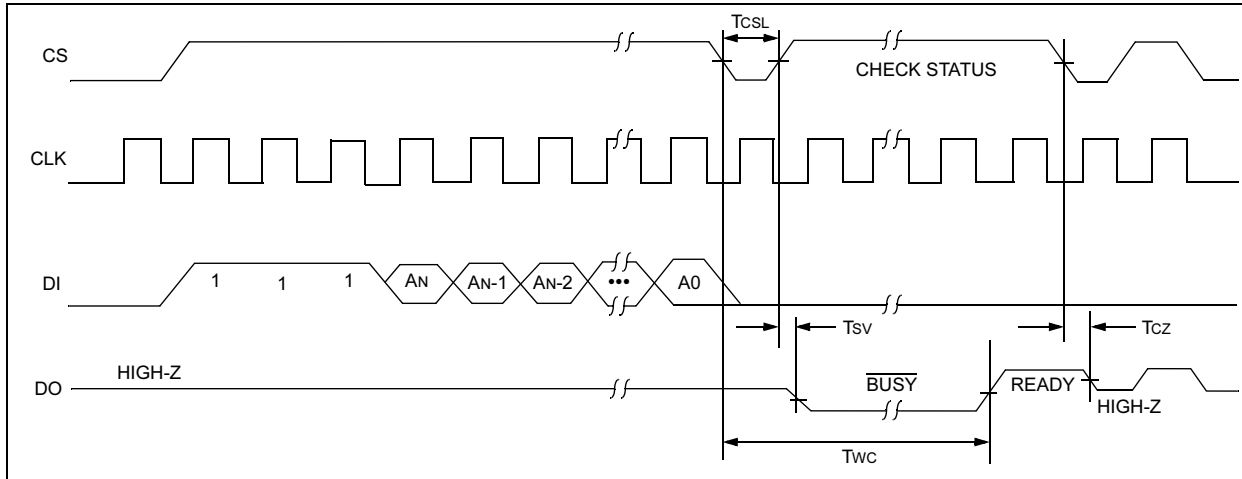 TCSL
CS
CHECK STATUS
CLK
DI
1 1 1 AN AN-1 AN-2 ••• A0
TSV
TCZ
DO
HIGH-Z
BUSY
READY
HIGH-Z
TWC